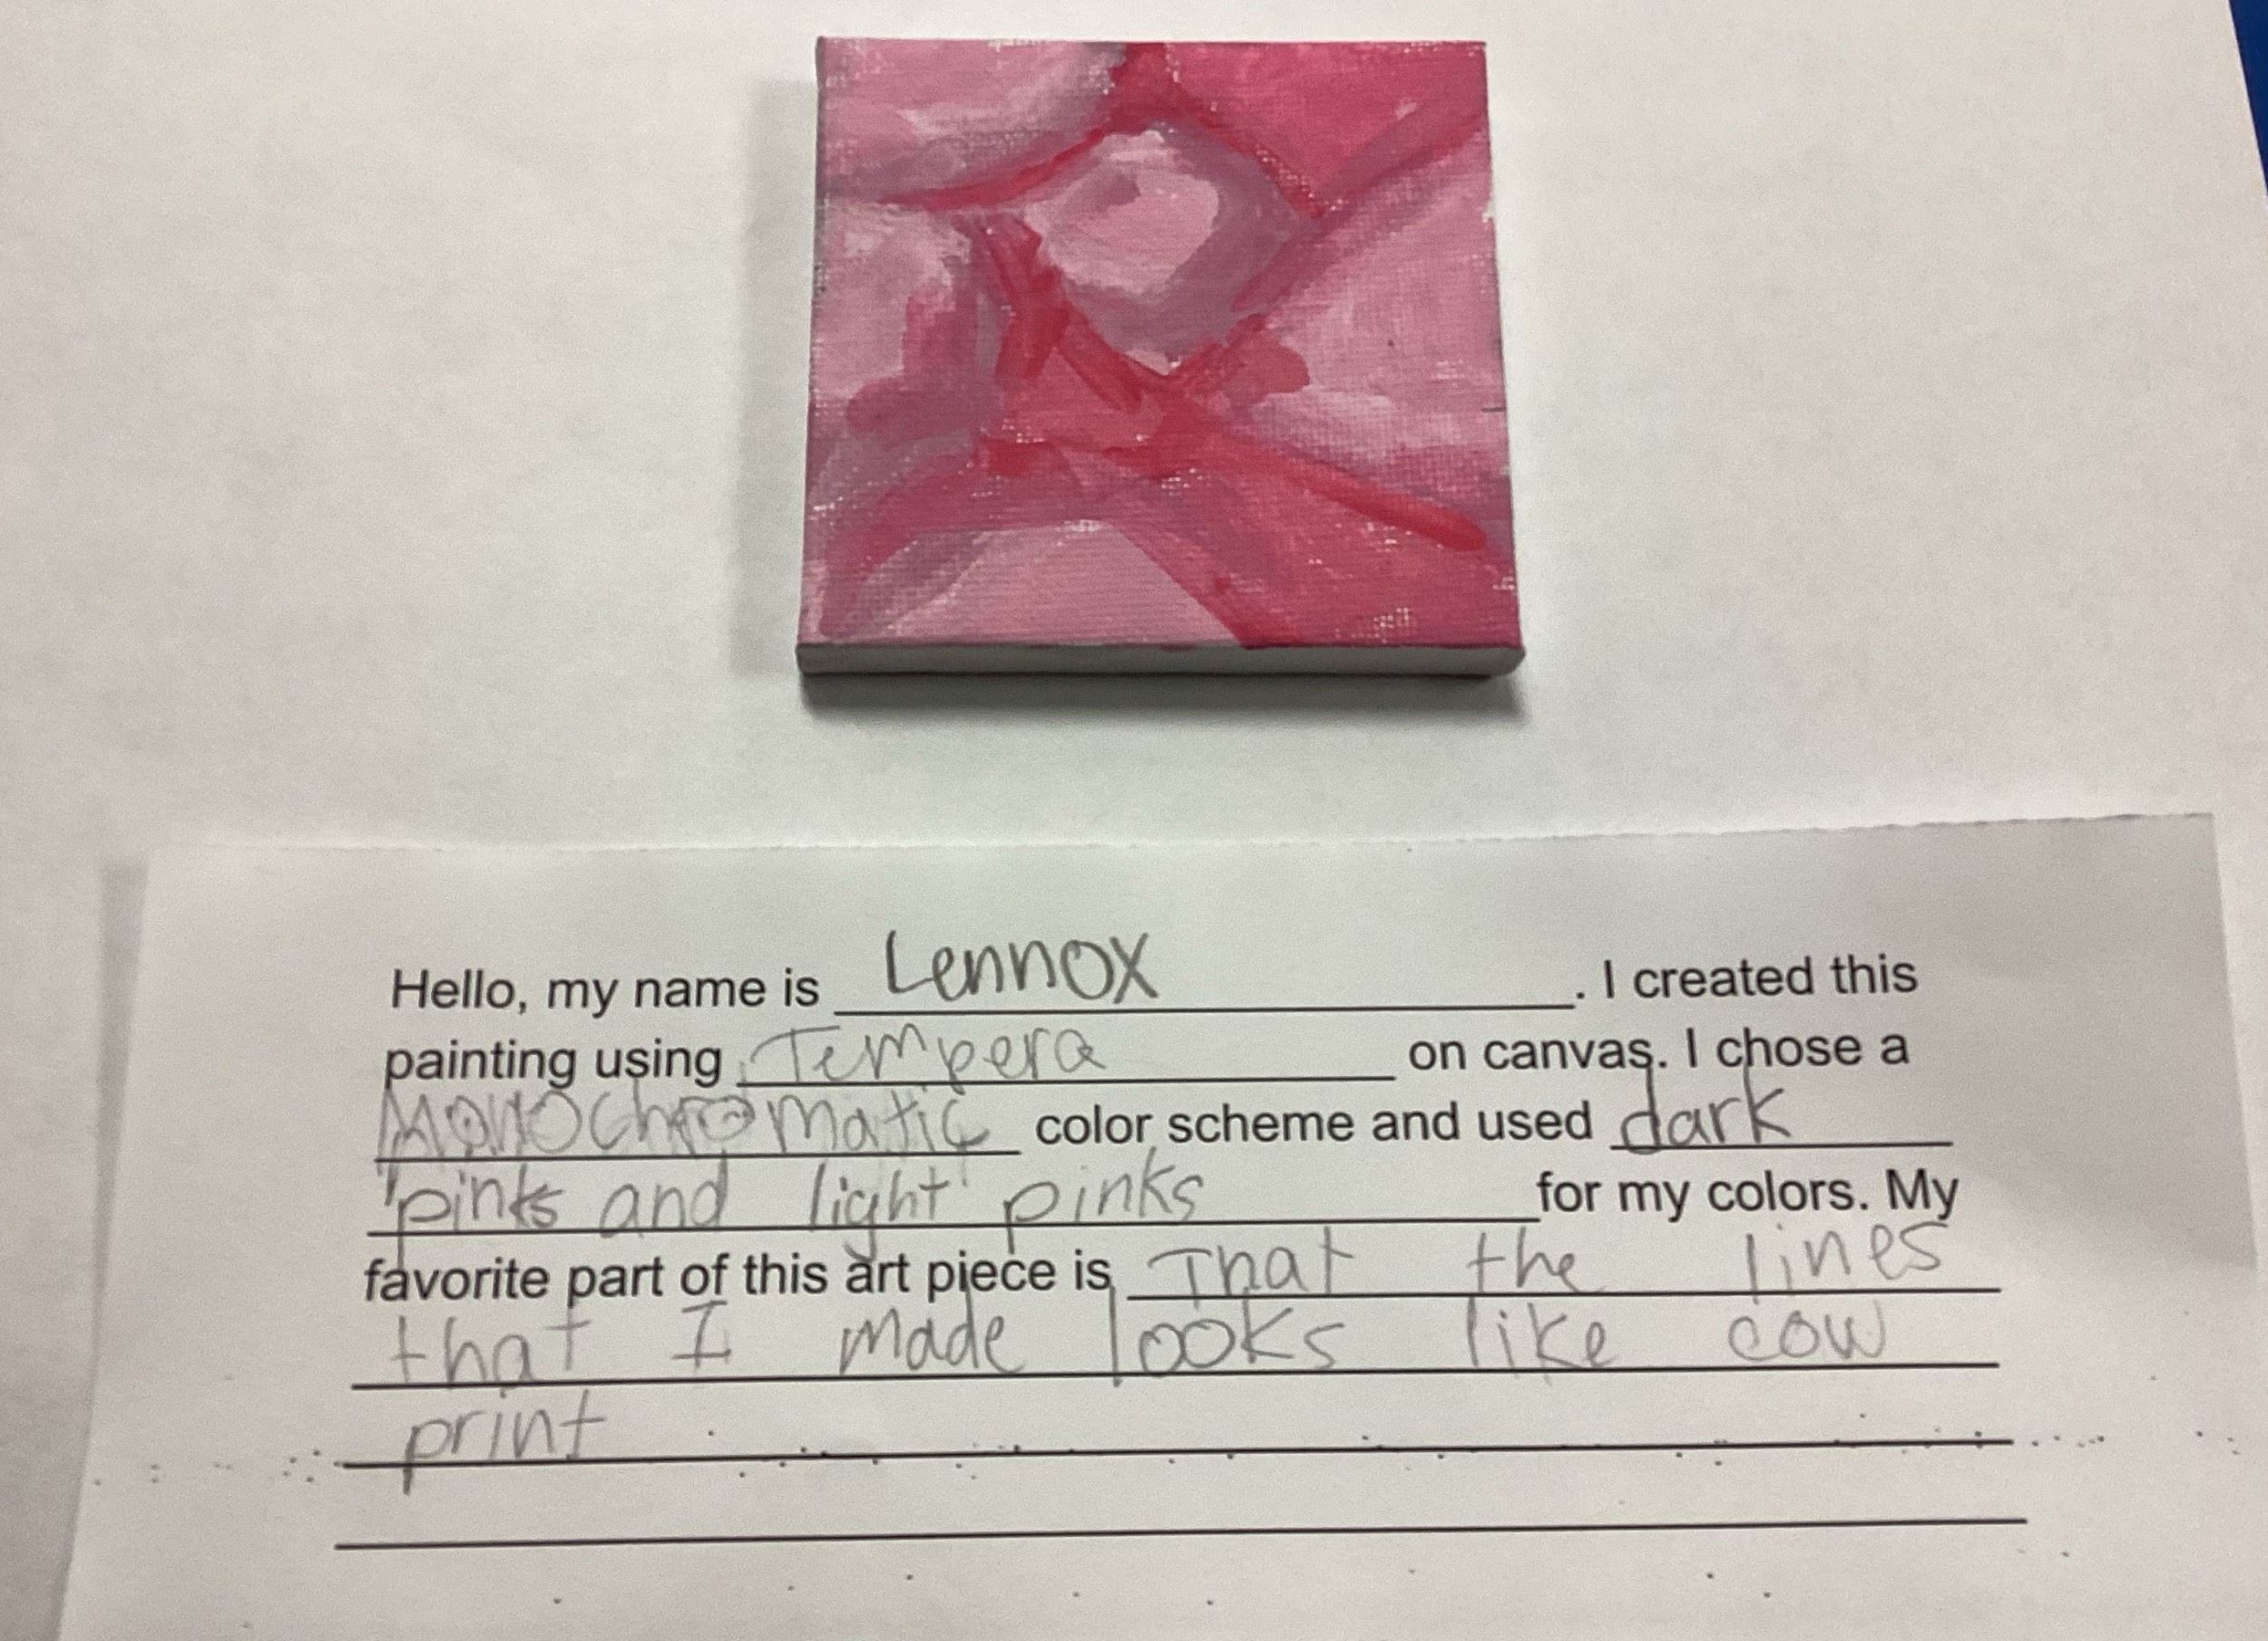 Hello, my name is Lennox. I created this
painting using Tempera on canvas. I chose a
Monochromatic color scheme and used dark
pinks and light pinks for my colors. My
favorite part of this art piece is That the lines
that I made looks like cow
print